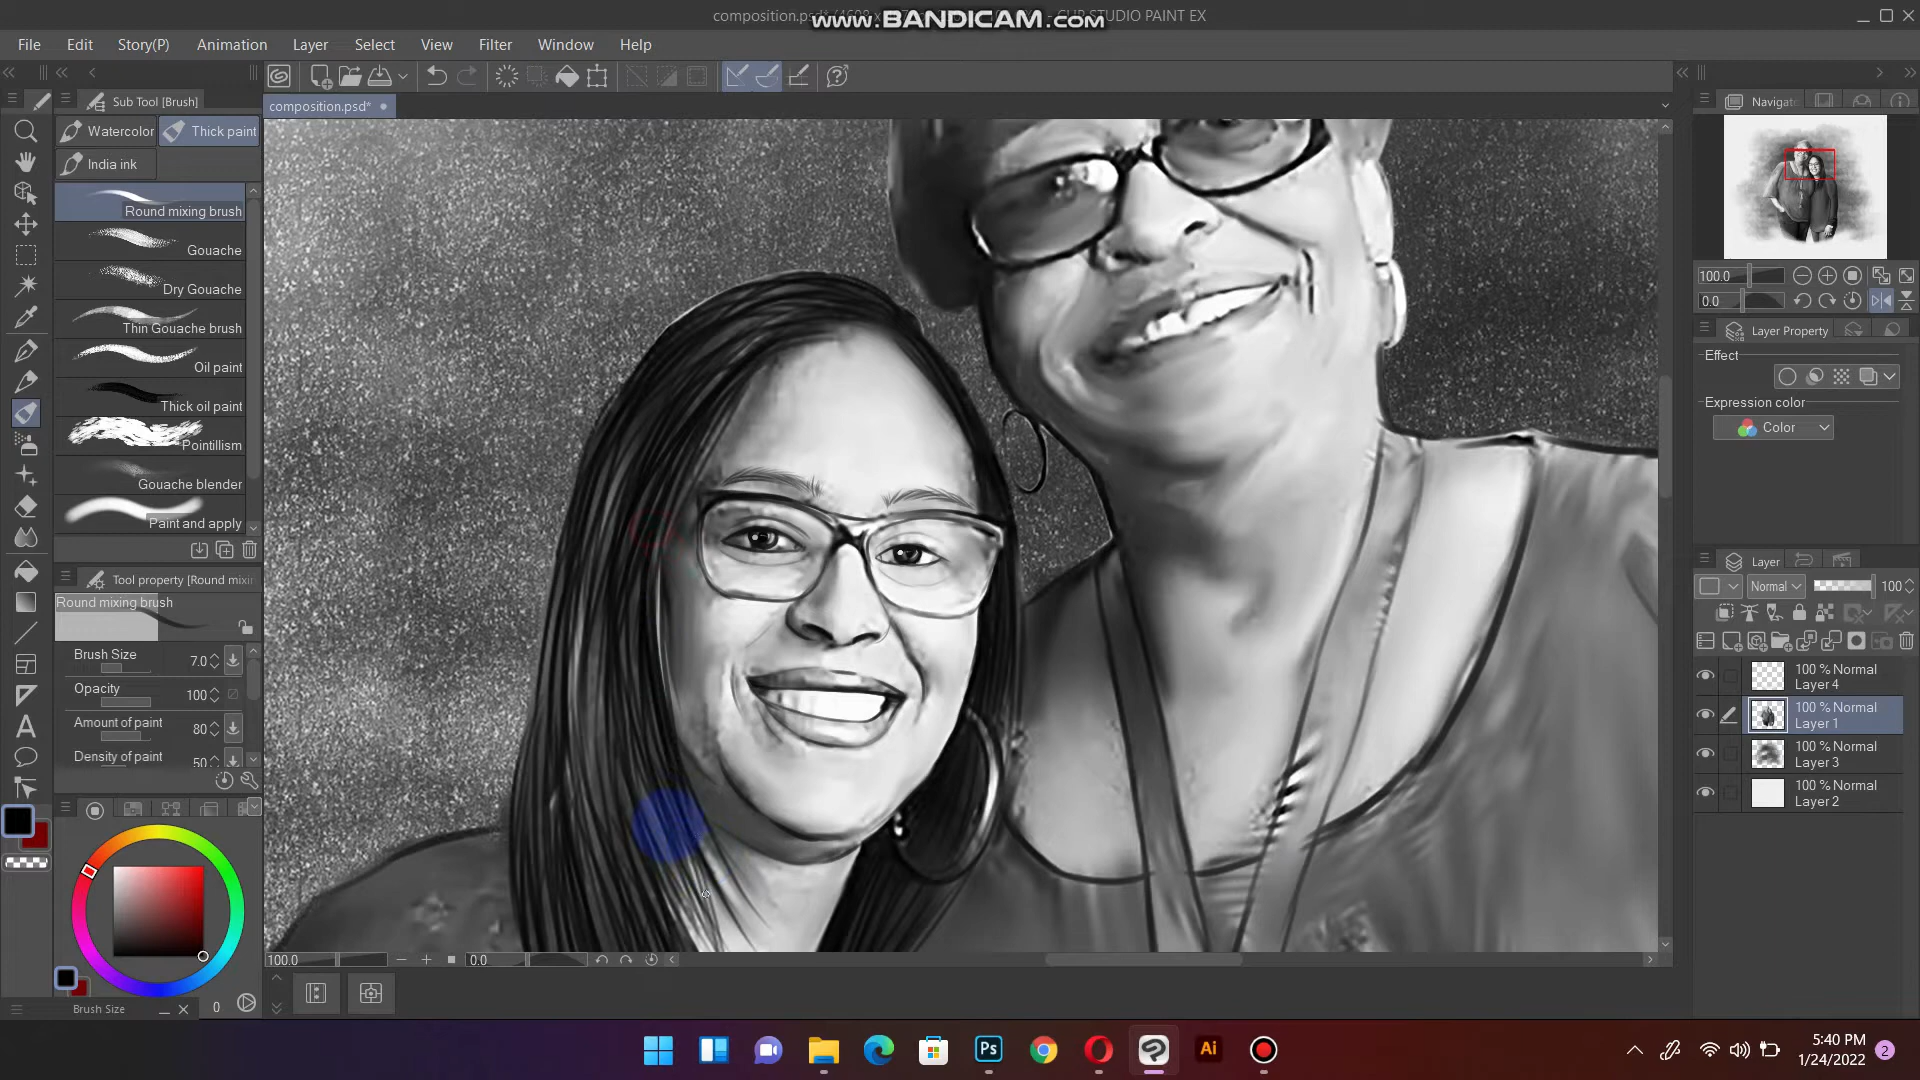 composition.psd* (4600 x
CLIP STUDIO PAINT EX
www.BANDICAM.com
File Edit Story(P) Animation Layer Select View Filter Window Help
Sub Tool [Brush]
composition.psd*
Navigat
Watercolor
Thick paint
India ink
Round mixing brush
Gouache
Dry Gouache
Thin Gouache brush
Oil paint
Thick oil paint
Pointillism
Gouache blender
Paint and apply
Tool property [Round mixin
Round mixing brush
Brush Size 7.0
Opacity 100
Amount of paint 80
Density of paint 50
100.0
0.0
Layer Property
Effect
Expression color
Color
Layer
Normal 100
100 % Normal
Layer 4
100 % Normal
Layer 1
100 % Normal
Layer 3
100 % Normal
Layer 2
100.0 0.0
Brush Size
0
Ps
Ai
5:40 PM
1/24/2022
2